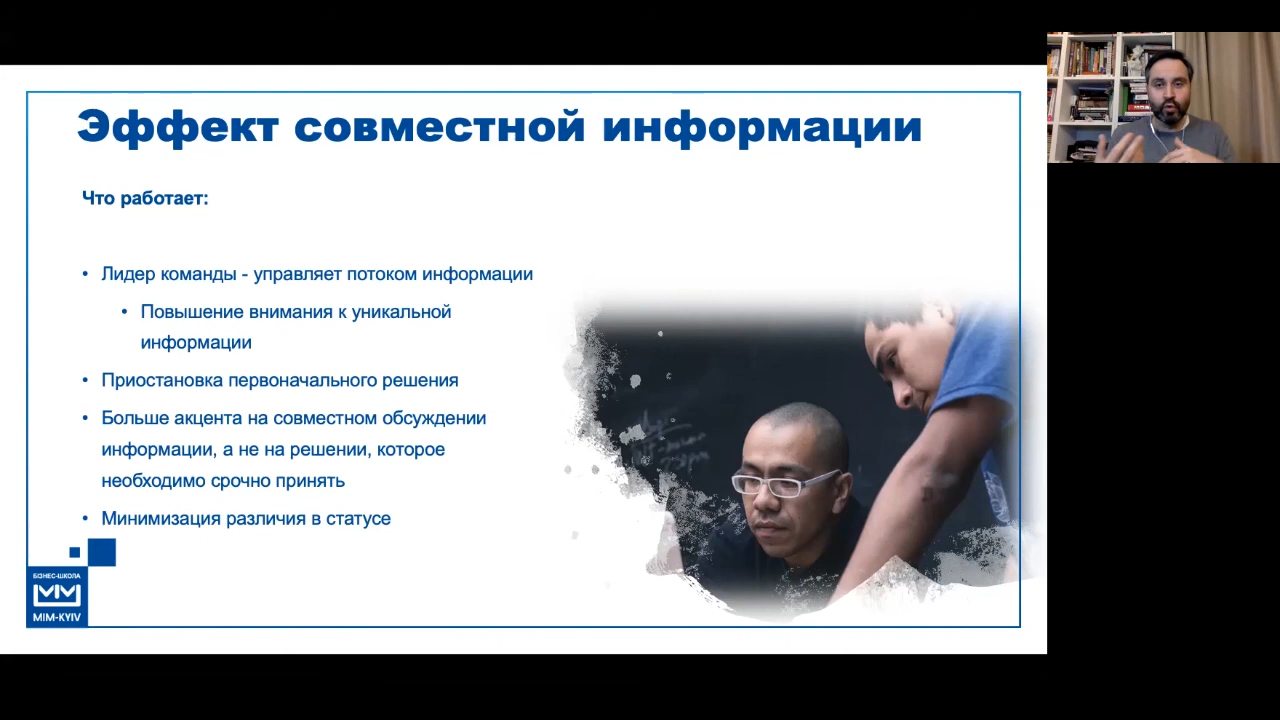 Эффект совместной информации
Что работает:
• Лидер команды - управляет потоком информации
• Повышение внимания к уникальной
информации
• Приостановка первоначального решения
• Больше акцента на совместном обсуждении
информации, а не на решении, которое
необходимо срочно принять
• Минимизация различия в статусе
БІЗНЕС-ШКОЛА
MIM-KYIV